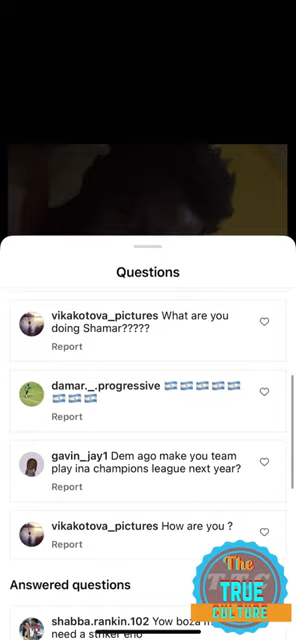 Questions
vikakotova_pictures What are you
doing Shamar?????
Report
damar._.progressive 🇦🇷 🇦🇷 🇦🇷 🇦🇷 🇦🇷
🇦🇷 🇦🇷 🇦🇷
Report
gavin_jay1 Dem ago make you team
play ina champions league next year?
Report
vikakotova_pictures How are you ?
Report
Answered questions
shabba.rankin.102 Yow boza
need a striker eno
The
TRUE
CULTURE